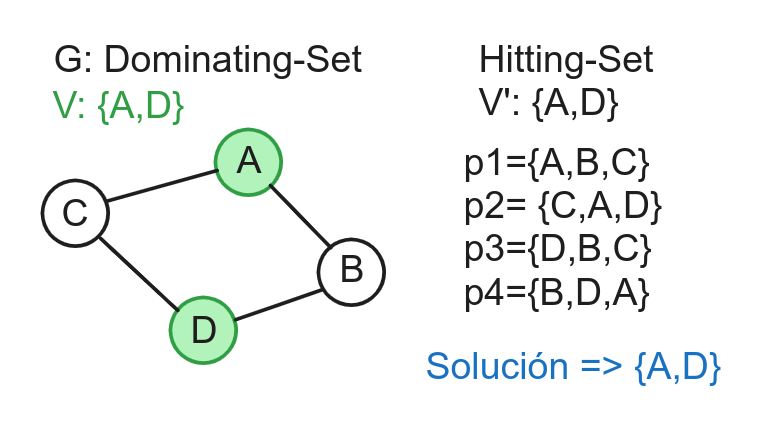 G: Dominating-Set
V: {A,D}
A
C
B
D
Hitting-Set
V': {A,D}
p1={A,B,C}
p2= {C,A,D}
p3={D,B,C}
p4={B,D,A}
Solución => {A,D}